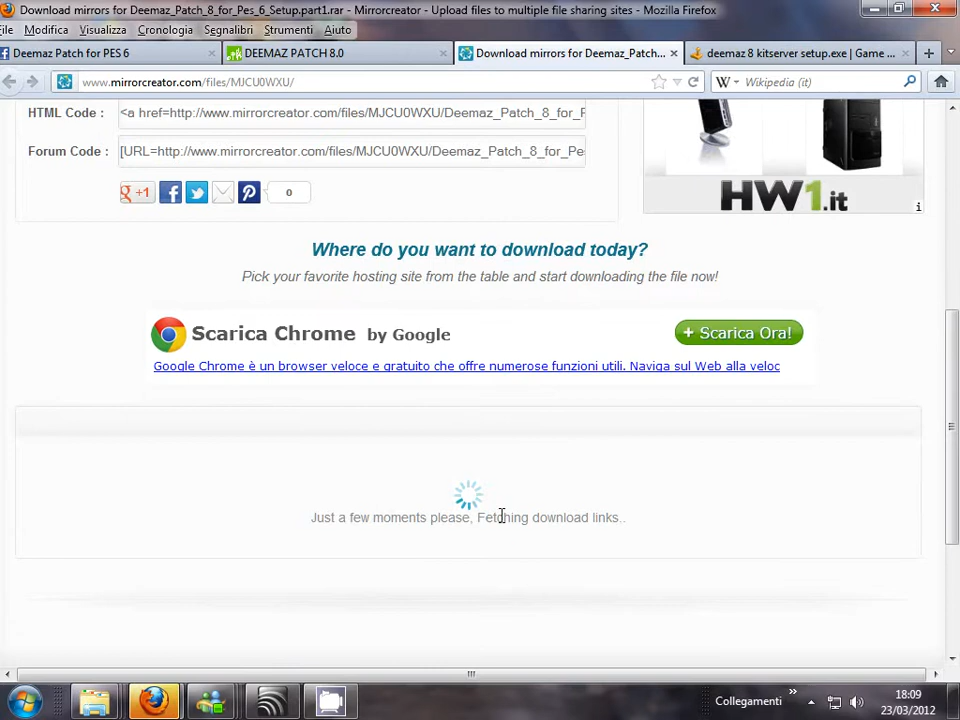 Download mirrors for Deemaz_Patch_8_for_Pes_6_Setup.part1.rar - Mirrorcreator - Upload files to multiple file sharing sites - Mozilla Firefox
File Modifica Visualizza Cronologia Segnalibri Strumenti Aiuto
Deemaz Patch for PES 6 × DEEMAZ PATCH 8.0 × Download mirrors for Deemaz_Patch... × deemaz 8 kitserver setup.exe | Game ... × +
www.mirrorcreator.com/files/MJCU0WXU/ W Wikipedia (it)
HTML Code : <a href=http://www.mirrorcreator.com/files/MJCU0WXU/Deemaz_Patch_8_for_P
Forum Code : [URL=http://www.mirrorcreator.com/files/MJCU0WXU/Deemaz_Patch_8_for_Pes
g +1 f 0
HW1.it
i
Where do you want to download today?
Pick your favorite hosting site from the table and start downloading the file now!
Scarica Chrome by Google + Scarica Ora!
Google Chrome è un browser veloce e gratuito che offre numerose funzioni utili. Naviga sul Web alla veloc
Just a few moments please, Fetching download links..
Collegamenti » 18:09
23/03/2012